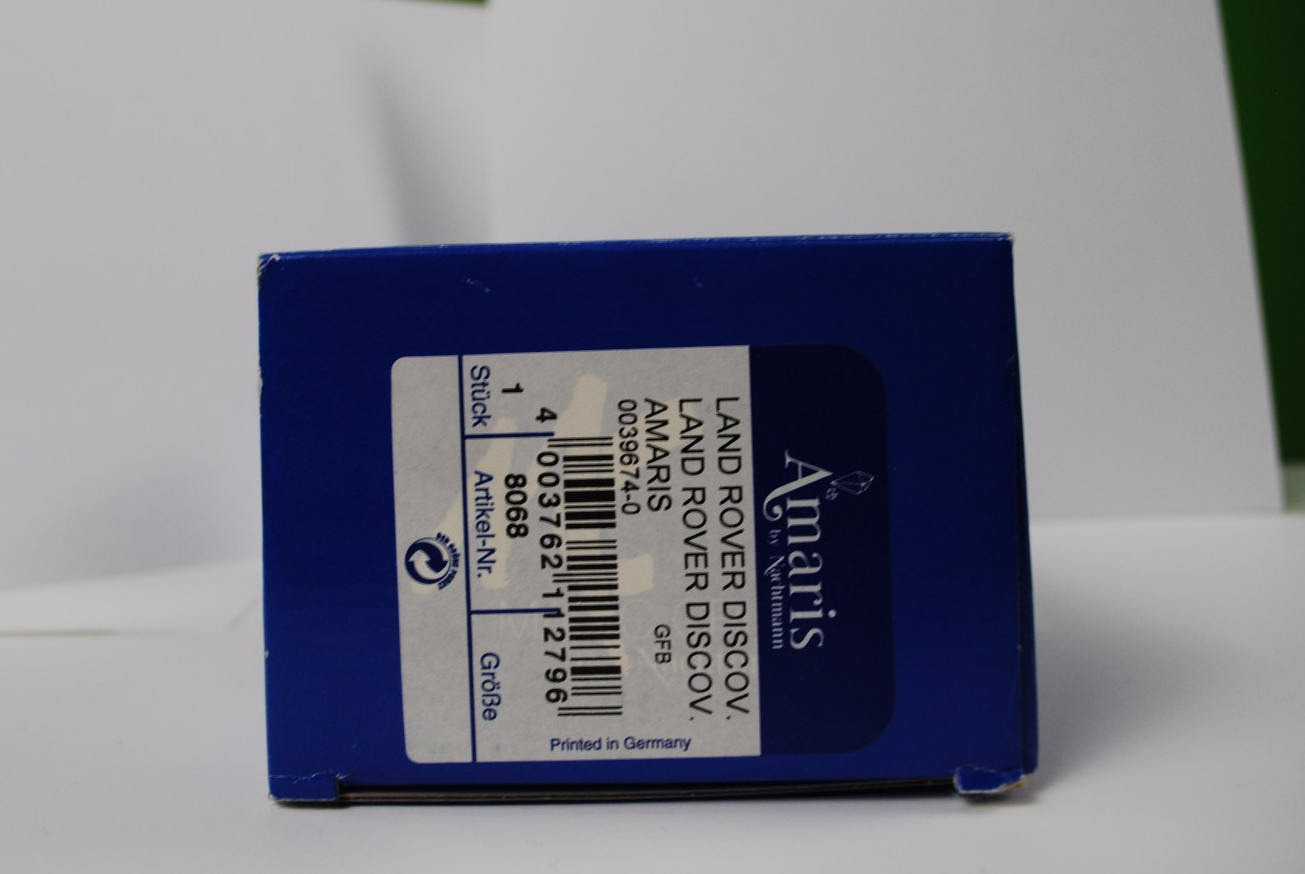 Amaris
by Nachtmann
LAND ROVER DISCOV.
LAND ROVER DISCOV.
AMARIS GFB
0039674-0
4 003762 112796
1 8068
Stück Artikel-Nr. Größe
Printed in Germany